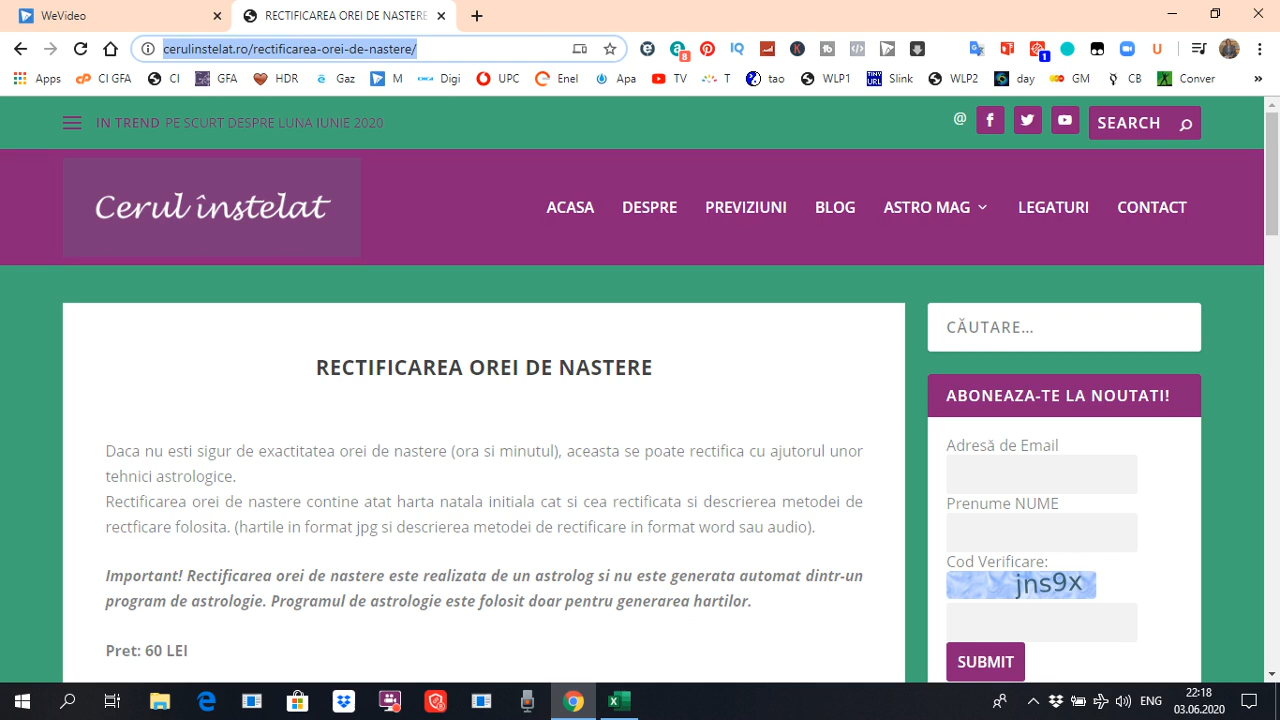 WeVideo
RECTIFICAREA OREI DE NASTERE
cerulinstelat.ro/rectificarea-orei-de-nastere/
IQ
K
8
U
1
Apps
CI GFA
CI
GFA
HDR
Gaz
M
Digi
UPC
Enel
Apa
TV
T
tao
WLP1
TINY URL
Slink
WLP2
day
GM
CB
Conver
»
IN TREND PE SCURT DESPRE LUNA IUNIE 2020
@
SEARCH
Cerul înstelat
ACASA
DESPRE
PREVIZIUNI
BLOG
ASTRO MAG
LEGATURI
CONTACT
RECTIFICAREA OREI DE NASTERE
Daca nu esti sigur de exactitatea orei de nastere (ora si minutul), aceasta se poate rectifica cu ajutorul unor
tehnici astrologice.
Rectificarea orei de nastere contine atat harta natala initiala cat si cea rectificata si descrierea metodei de
rectficare folosita. (hartile in format jpg si descrierea metodei de rectificare in format word sau audio).
Important! Rectificarea orei de nastere este realizata de un astrolog si nu este generata automat dintr-un
program de astrologie. Programul de astrologie este folosit doar pentru generarea hartilor.
Pret: 60 LEI
CĂUTARE...
ABONEAZA-TE LA NOUTATI!
Adresă de Email
Prenume NUME
Cod Verificare:
jns9x
SUBMIT
ENG
22:18
03.06.2020